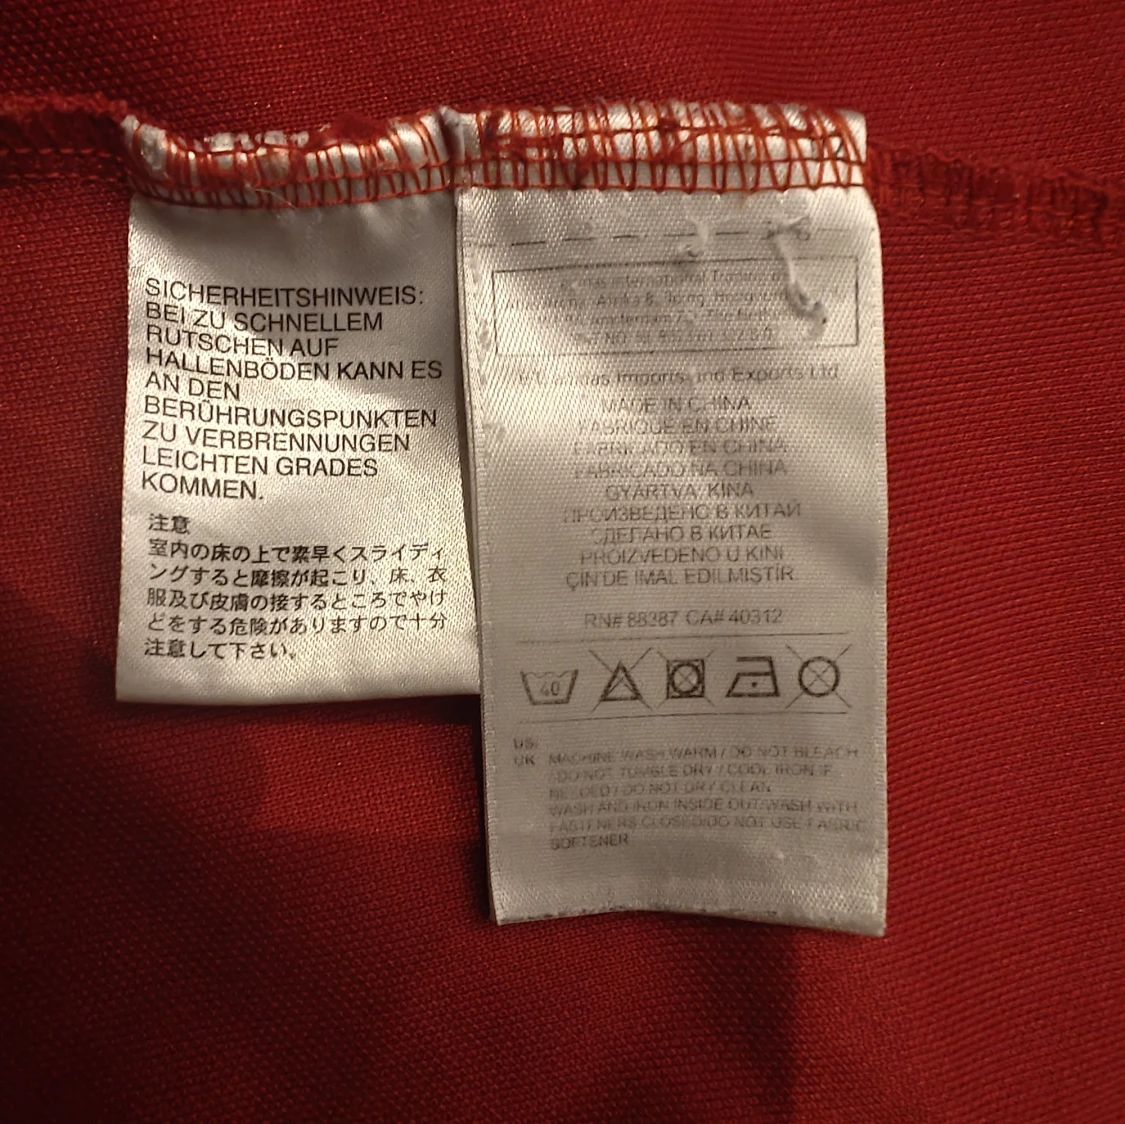 SICHERHEITSHINWEIS:
BEI ZU SCHNELLEM
RUTSCHEN AUF
HALLENBÖDEN KANN ES
AN DEN
BERÜHRUNGSPUNKTEN
ZU VERBRENNUNGEN
LEICHTEN GRADES
KOMMEN.
注意
室内の床の上で素早くスライディ
ングすると摩擦が起こり、床、衣
服及び皮膚の接するところでやけ
どをする危険がありますので十分
注意して下さい。
International
Amsterdam
Imports and Exports Ltd
MADE IN CHINA
FABRIQUÉ EN CHINE
FABRICADO EN CHINA
FABRICADO NA CHINA
GYÁRTVA: KÍNA
ПРОИЗВЕДЕНО В КИТАЙ
СДЕЛАНО В КИТАЕ
PROIZVEDENO U KINI
ÇİN'DE İMAL EDİLMİŞTİR.
RN# 88387 CA# 40312
40
US:
UK MACHINE WASH WARM / DO NOT BLEACH
/ DO NOT TUMBLE DRY / COOL IRON IF
NEEDED / DO NOT DRY CLEAN
WASH AND IRON INSIDE OUT/WASH WITH
FASTENERS CLOSED/DO NOT USE FABRIC
SOFTENER